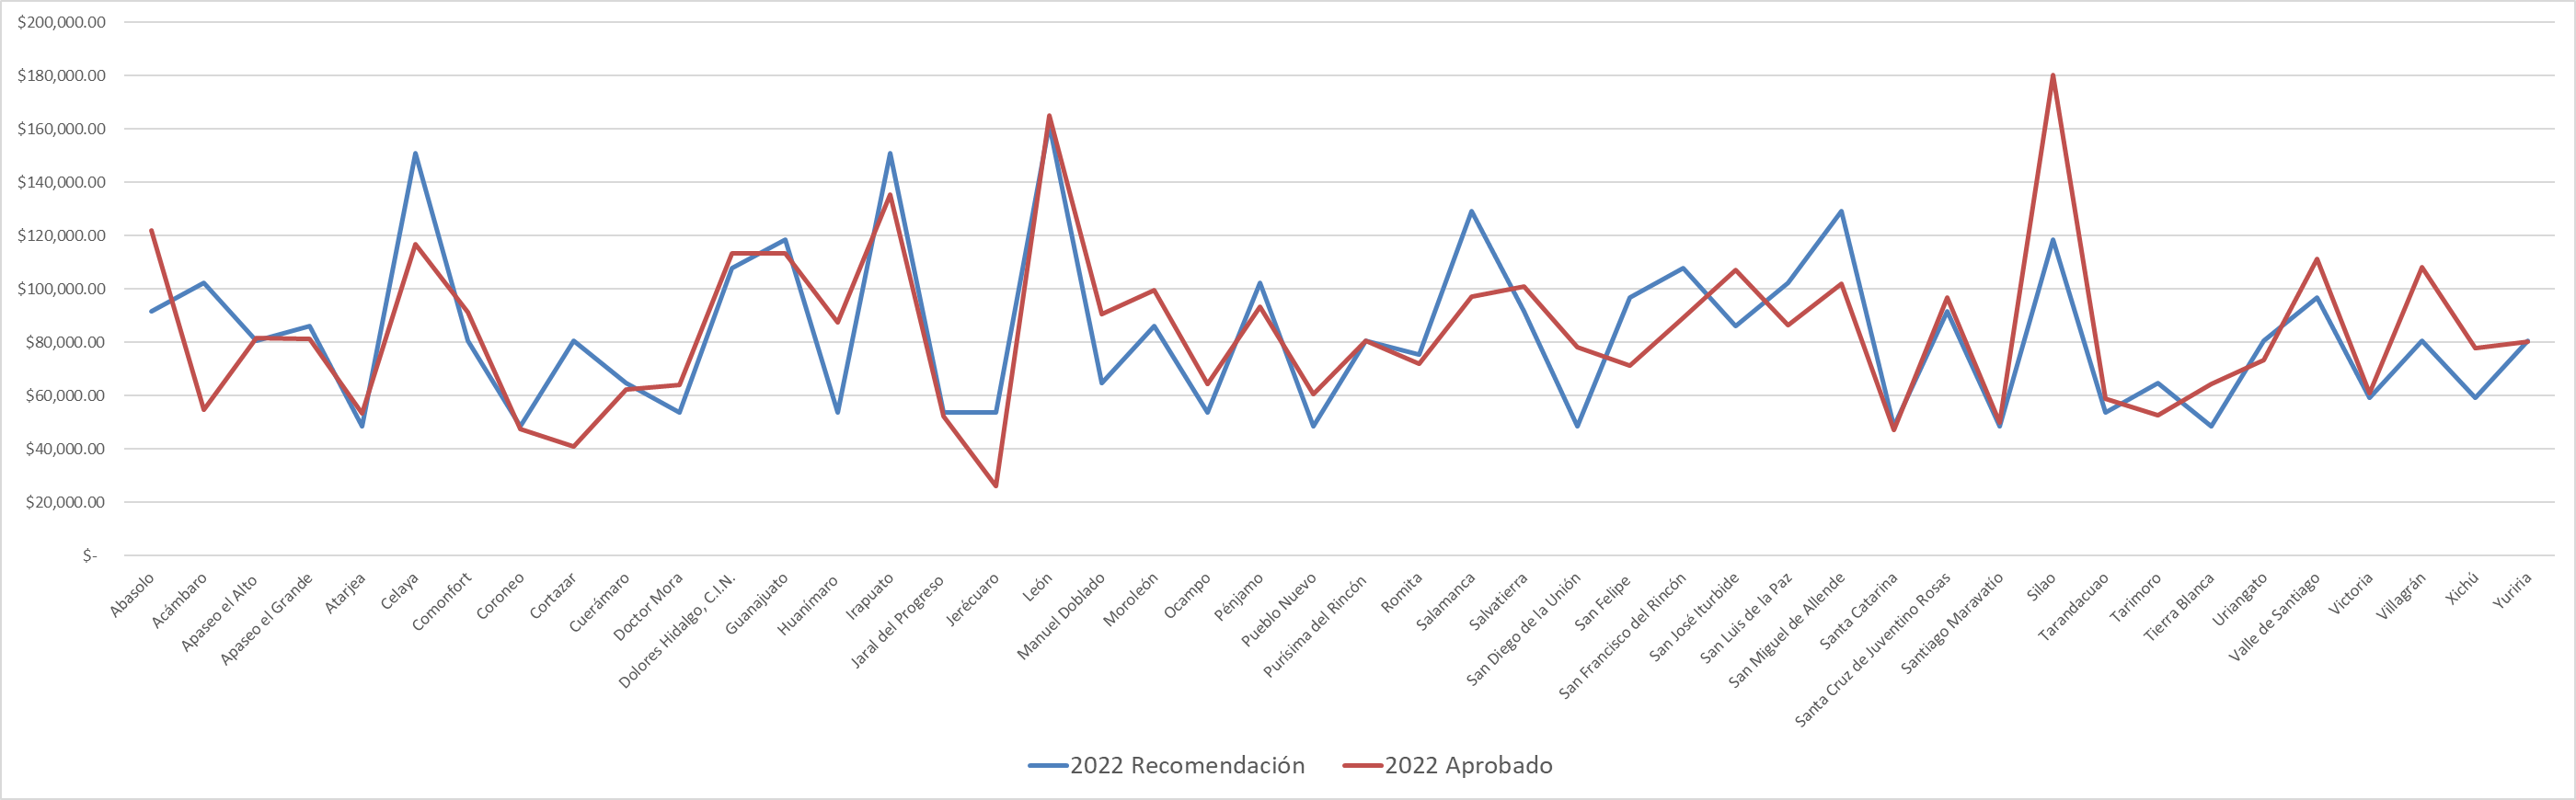 $200,000.00
$180,000.00
$160,000.00
$140,000.00
$120,000.00
$100,000.00
$80,000.00
$60,000.00
$40,000.00
$20,000.00
$-
Abasolo
Acámbaro
Apaseo el Alto
Apaseo el Grande
Atarjea
Celaya
Comonfort
Coroneo
Cortazar
Cuerámaro
Doctor Mora
Dolores Hidalgo, C.I.N.
Guanajuato
Huanímaro
Irapuato
Jaral del Progreso
Jerécuaro
León
Manuel Doblado
Moroleón
Ocampo
Pénjamo
Pueblo Nuevo
Purísima del Rincón
Romita
Salamanca
Salvatierra
San Diego de la Unión
San Felipe
San Francisco del Rincón
San José Iturbide
San Luis de la Paz
San Miguel de Allende
Santa Catarina
Santa Cruz de Juventino Rosas
Santiago Maravatío
Silao
Tarandacuao
Tarimoro
Tierra Blanca
Uriangato
Valle de Santiago
Victoria
Villagrán
Xichú
Yuriria
2022 Recomendación
2022 Aprobado